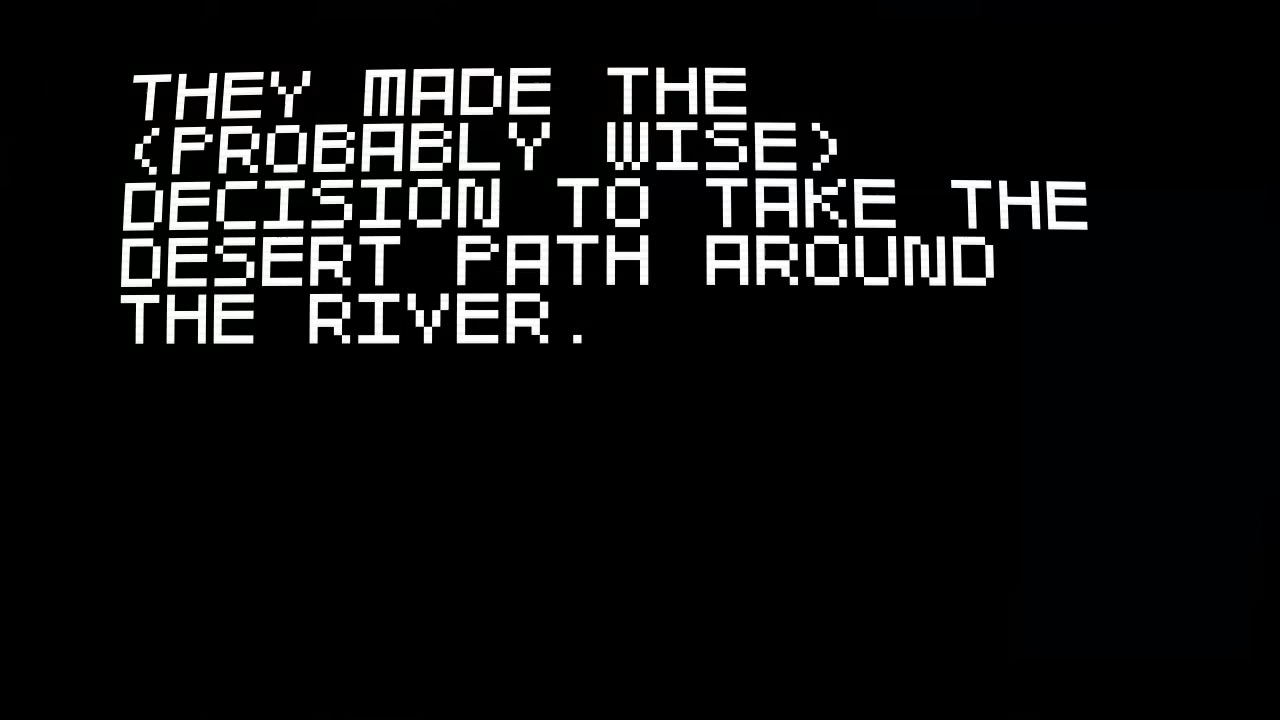 THEY MADE THE
(PROBABLY WISE)
DECISION TO TAKE THE
DESERT PATH AROUND
THE RIVER.